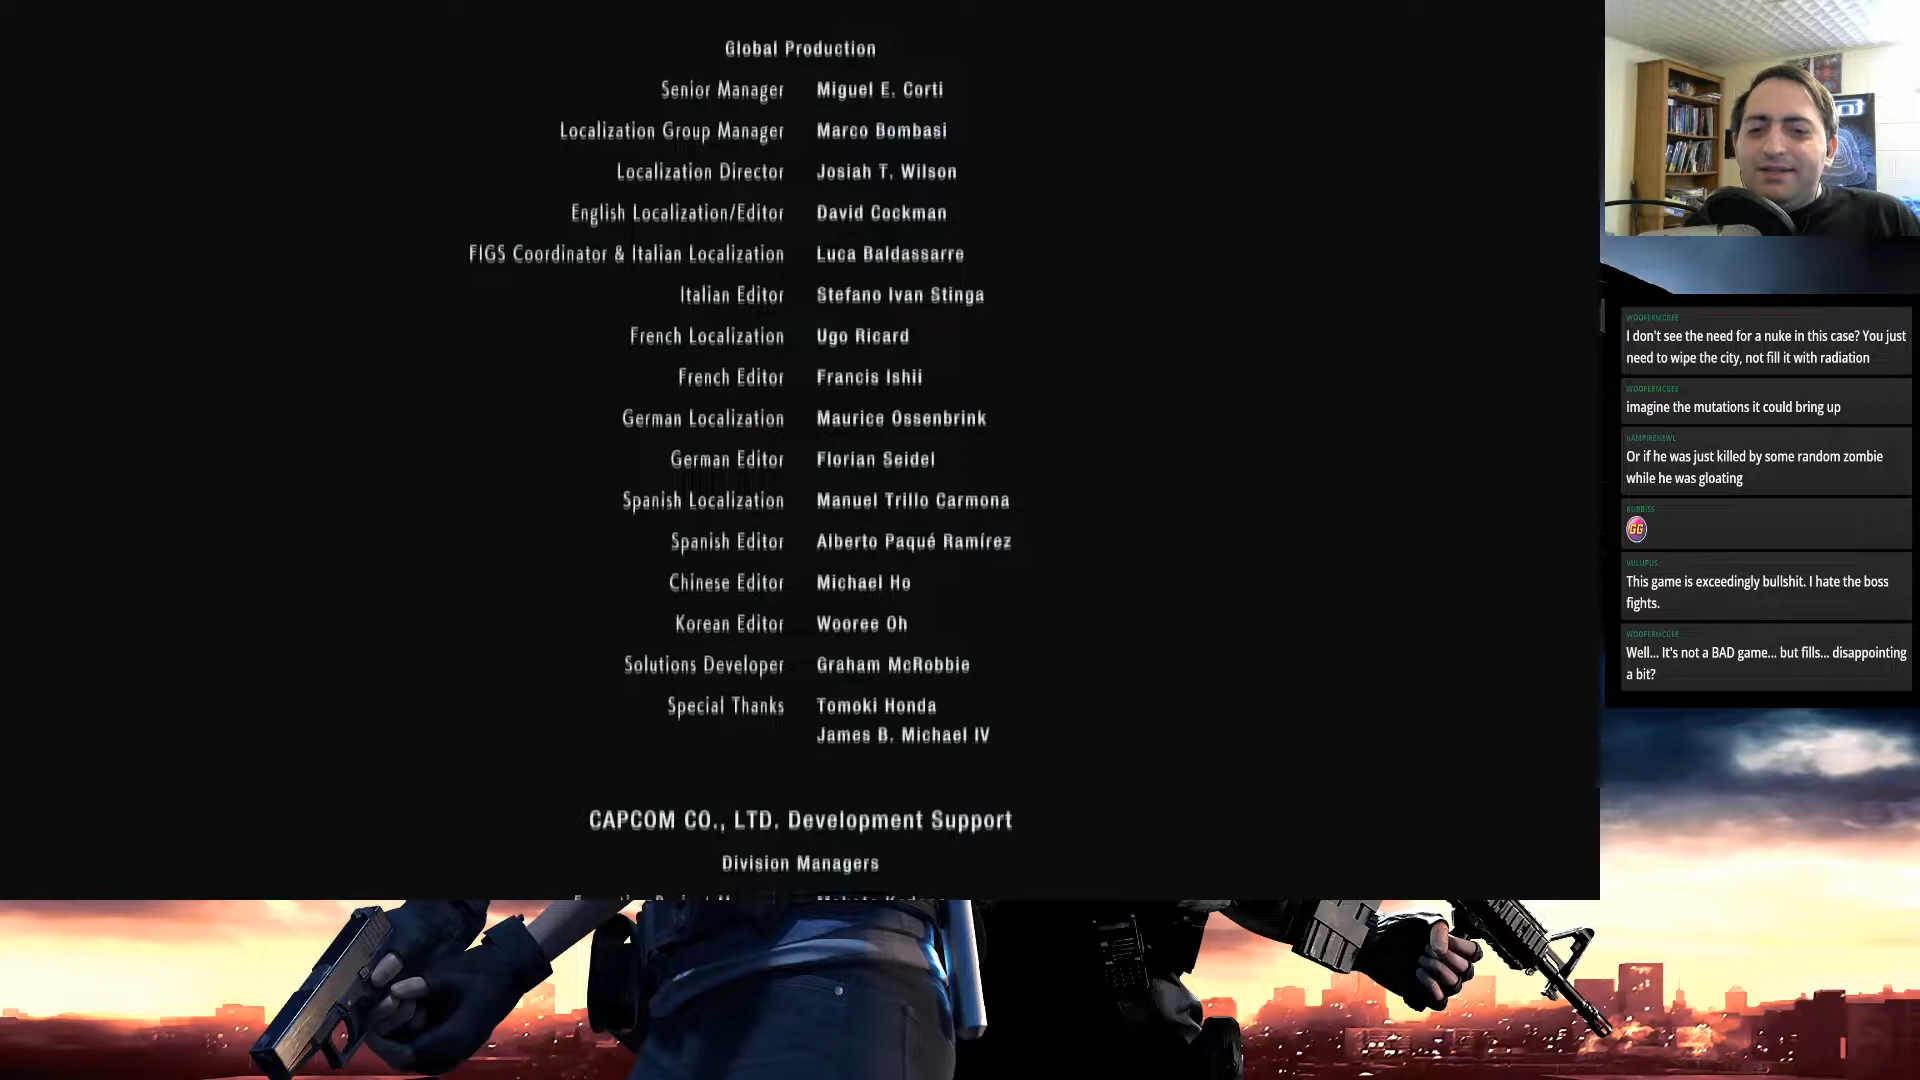 Global Production
Senior Manager Miguel E. Corti
Localization Group Manager Marco Bombasi
Localization Director Josiah T. Wilson
English Localization/Editor David Cockman
FIGS Coordinator & Italian Localization Luca Baldassarre
Italian Editor Stefano Ivan Stinga
French Localization Ugo Ricard
French Editor Francis Ishii
German Localization Maurice Ossenbrink
German Editor Florian Seidel
Spanish Localization Manuel Trillo Carmona
Spanish Editor Alberto Paqué Ramírez
Chinese Editor Michael Ho
Korean Editor Wooree Oh
Solutions Developer Graham McRobbie
Special Thanks Tomoki Honda
James B. Michael IV
CAPCOM CO., LTD. Development Support
Division Managers
WOOFERMCGEE
I don't see the need for a nuke in this case? You just
need to wipe the city, not fill it with radiation
WOOFERMCGEE
imagine the mutations it could bring up
Or if he was just killed by some random zombie
while he was gloating
KUBBISS
GG
VULUFUS
This game is exceedingly bullshit. I hate the boss
fights.
WOOFERMCGEE
Well... It's not a BAD game... but fills... disappointing
a bit?